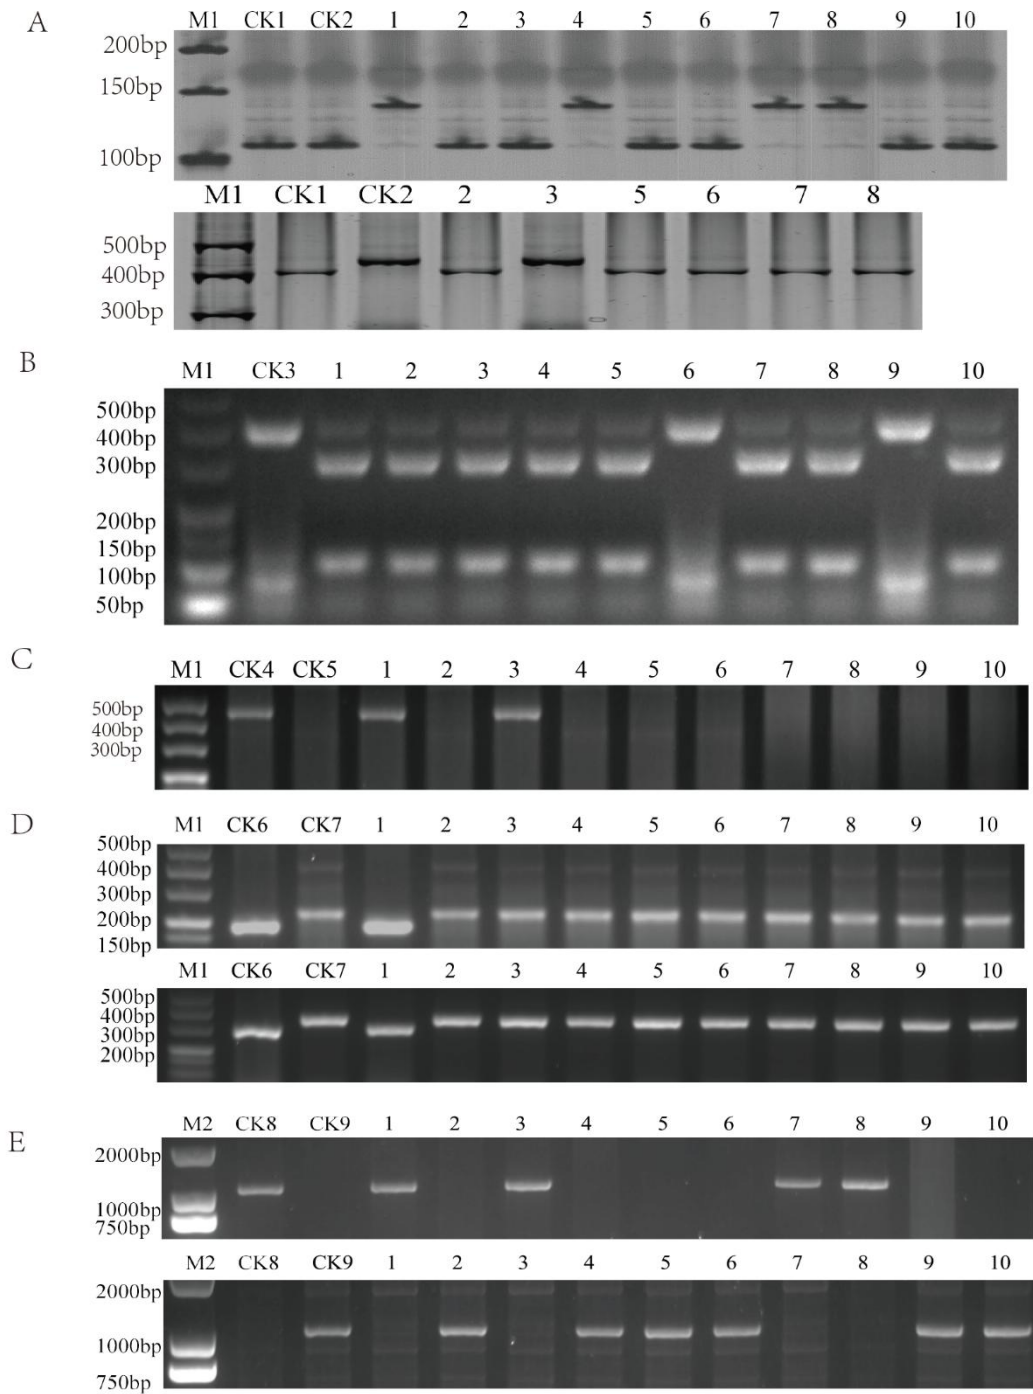 A
M1 CK1 CK2 1 2 3 4 5 6 7 8 9 10
200bp
150bp
100bp
M1 CK1 CK2 2 3 5 6 7 8
500bp
400bp
300bp
B
M1 CK3 1 2 3 4 5 6 7 8 9 10
500bp
400bp
300bp
200bp
150bp
100bp
50bp
C
M1 CK4 CK5 1 2 3 4 5 6 7 8 9 10
500bp
400bp
300bp
D
M1 CK6 CK7 1 2 3 4 5 6 7 8 9 10
500bp
400bp
300bp
200bp
150bp
M1 CK6 CK7 1 2 3 4 5 6 7 8 9 10
500bp
400bp
300bp
200bp
E
M2 CK8 CK9 1 2 3 4 5 6 7 8 9 10
2000bp
1000bp
750bp
M2 CK8 CK9 1 2 3 4 5 6 7 8 9 10
2000bp
1000bp
750bp